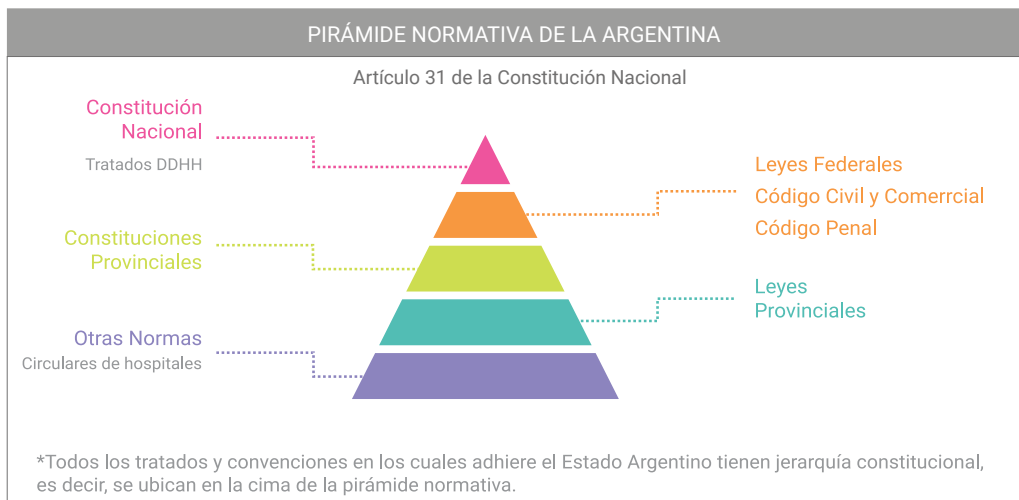 PIRÁMIDE NORMATIVA DE LA ARGENTINA
Artículo 31 de la Constitución Nacional
Constitución
Nacional
Tratados DDHH
Leyes Federales
Código Civil y Comerrcial
Código Penal
Constituciones
Provinciales
Leyes
Provinciales
Otras Normas
Circulares de hospitales
*Todos los tratados y convenciones en los cuales adhiere el Estado Argentino tienen jerarquía constitucional,
es decir, se ubican en la cima de la pirámide normativa.